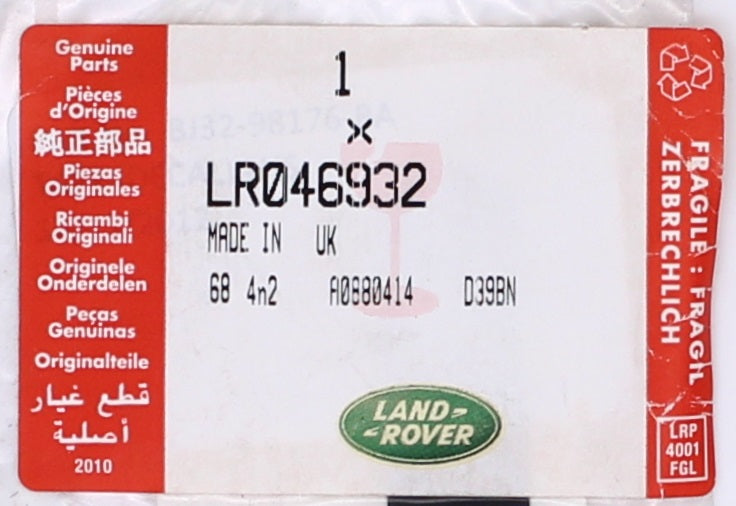 Genuine
Parts
Pièces
d'Origine
純正部品
Piezas
Originales
Ricambi
Originali
Originele
Onderdelen
Peças
Genuinas
Originalteile
قطع غيار
أصلية
2010
1
LR046932
MADE IN UK
68 4n2 A0880414 D39BN
LAND-
-ROVER
FRAGILE : FRAGIL
ZERBRECHLICH
LRP
4001
FGL